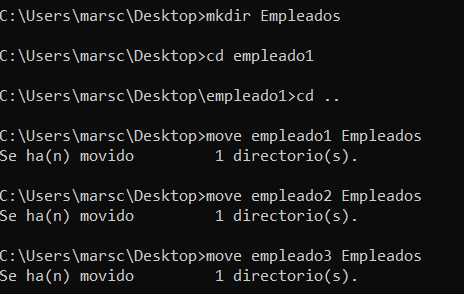 C:\Users\marsc\Desktop>mkdir Empleados
C:\Users\marsc\Desktop>cd empleado1
C:\Users\marsc\Desktop\empleado1>cd ..
C:\Users\marsc\Desktop>move empleado1 Empleados
Se ha(n) movido         1 directorio(s).
C:\Users\marsc\Desktop>move empleado2 Empleados
Se ha(n) movido         1 directorio(s).
C:\Users\marsc\Desktop>move empleado3 Empleados
Se ha(n) movido         1 directorio(s).